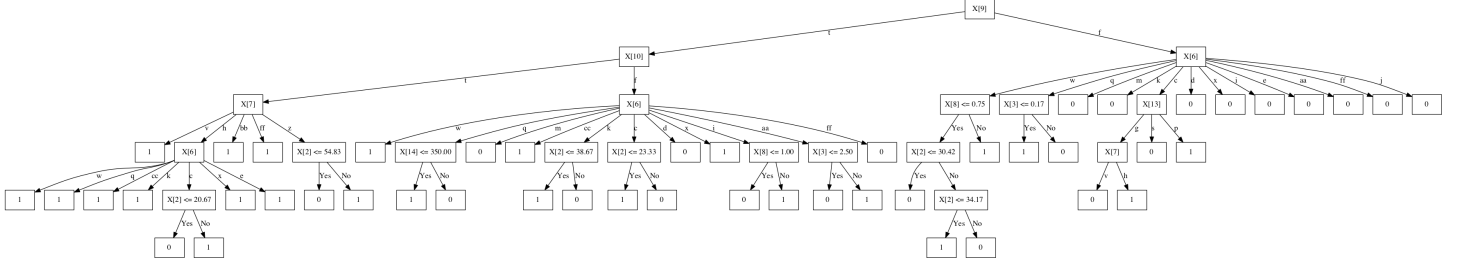 X[9]
t f
X[10] X[6]
t f w q m k c d x i e aa ff j
X[7] X[6] X[8] <= 0.75 X[3] <= 0.17 0 0 X[13] 0 0 0 0 0 0 0
v h bb ff z w q m cc k c d x i aa ff Yes No Yes No g s p
1 X[6] 1 1 X[2] <= 54.83 1 X[14] <= 350.00 0 1 X[2] <= 38.67 X[2] <= 23.33 0 1 X[8] <= 1.00 X[3] <= 2.50 0 X[2] <= 30.42 1 1 0 X[7] 0 1
w q cc k c x e Yes No Yes No Yes No Yes No Yes No Yes No Yes No v h
1 1 1 1 X[2] <= 20.67 1 1 0 1 1 0 1 0 1 0 0 1 0 1 0 X[2] <= 34.17 0 1
Yes No Yes No
0 1 1 0